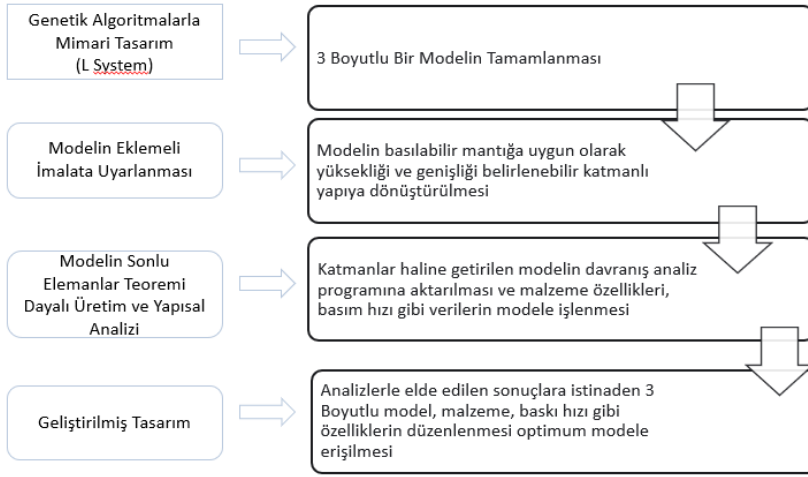 Genetik Algoritmalarla
Mimari Tasarım
(L System)
3 Boyutlu Bir Modelin Tamamlanması
Modelin Eklemeli
İmalata Uyarlanması
Modelin basılabilir mantığa uygun olarak
yüksekliği ve genişliği belirlenebilir katmanlı
yapıya dönüştürülmesi
Modelin Sonlu
Elemanlar Teoremi
Dayalı Üretim ve Yapısal
Analizi
Katmanlar haline getirilen modelin davranış analiz
programına aktarılması ve malzeme özellikleri,
basım hızı gibi verilerin modele işlenmesi
Geliştirilmiş Tasarım
Analizlerle elde edilen sonuçlara istinaden 3
Boyutlu model, malzeme, baskı hızı gibi
özelliklerin düzenlenmesi optimum modele
erişilmesi